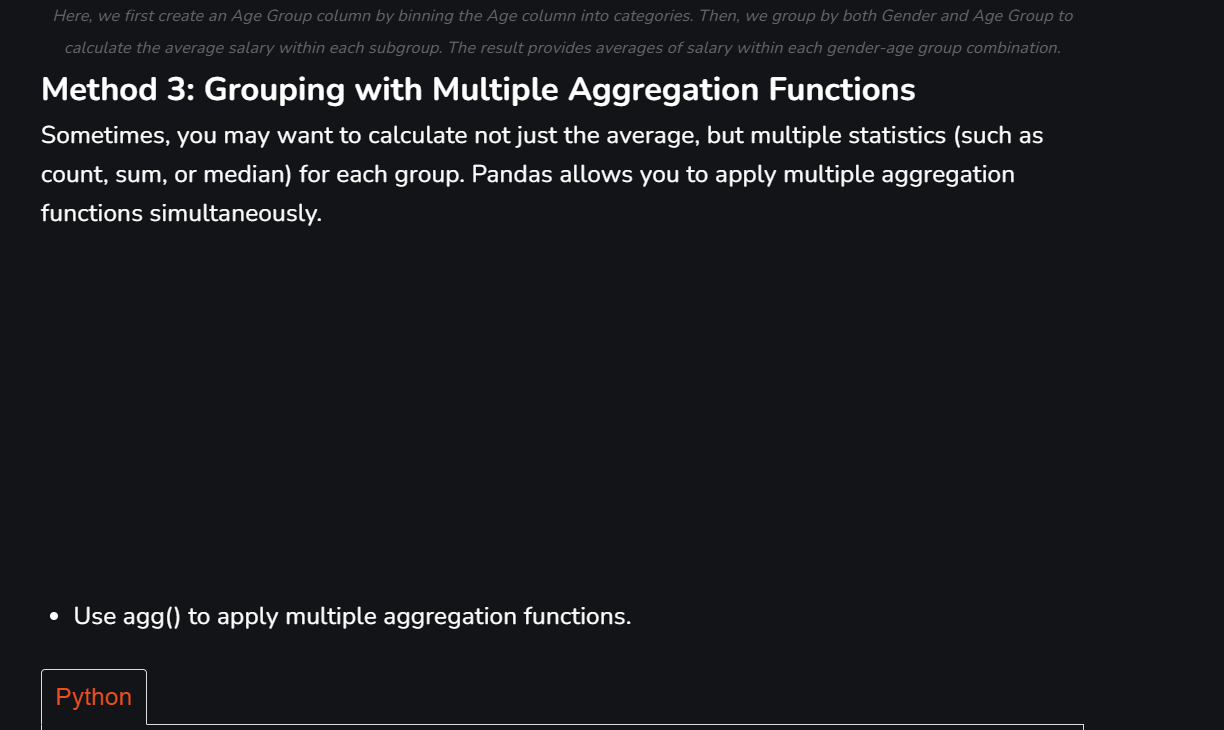 Here, we first create an Age Group column by binning the Age column into categories. Then, we group by both Gender and Age Group to
calculate the average salary within each subgroup. The result provides averages of salary within each gender-age group combination.
Method 3: Grouping with Multiple Aggregation Functions
Sometimes, you may want to calculate not just the average, but multiple statistics (such as
count, sum, or median) for each group. Pandas allows you to apply multiple aggregation
functions simultaneously.
• Use agg() to apply multiple aggregation functions.
Python